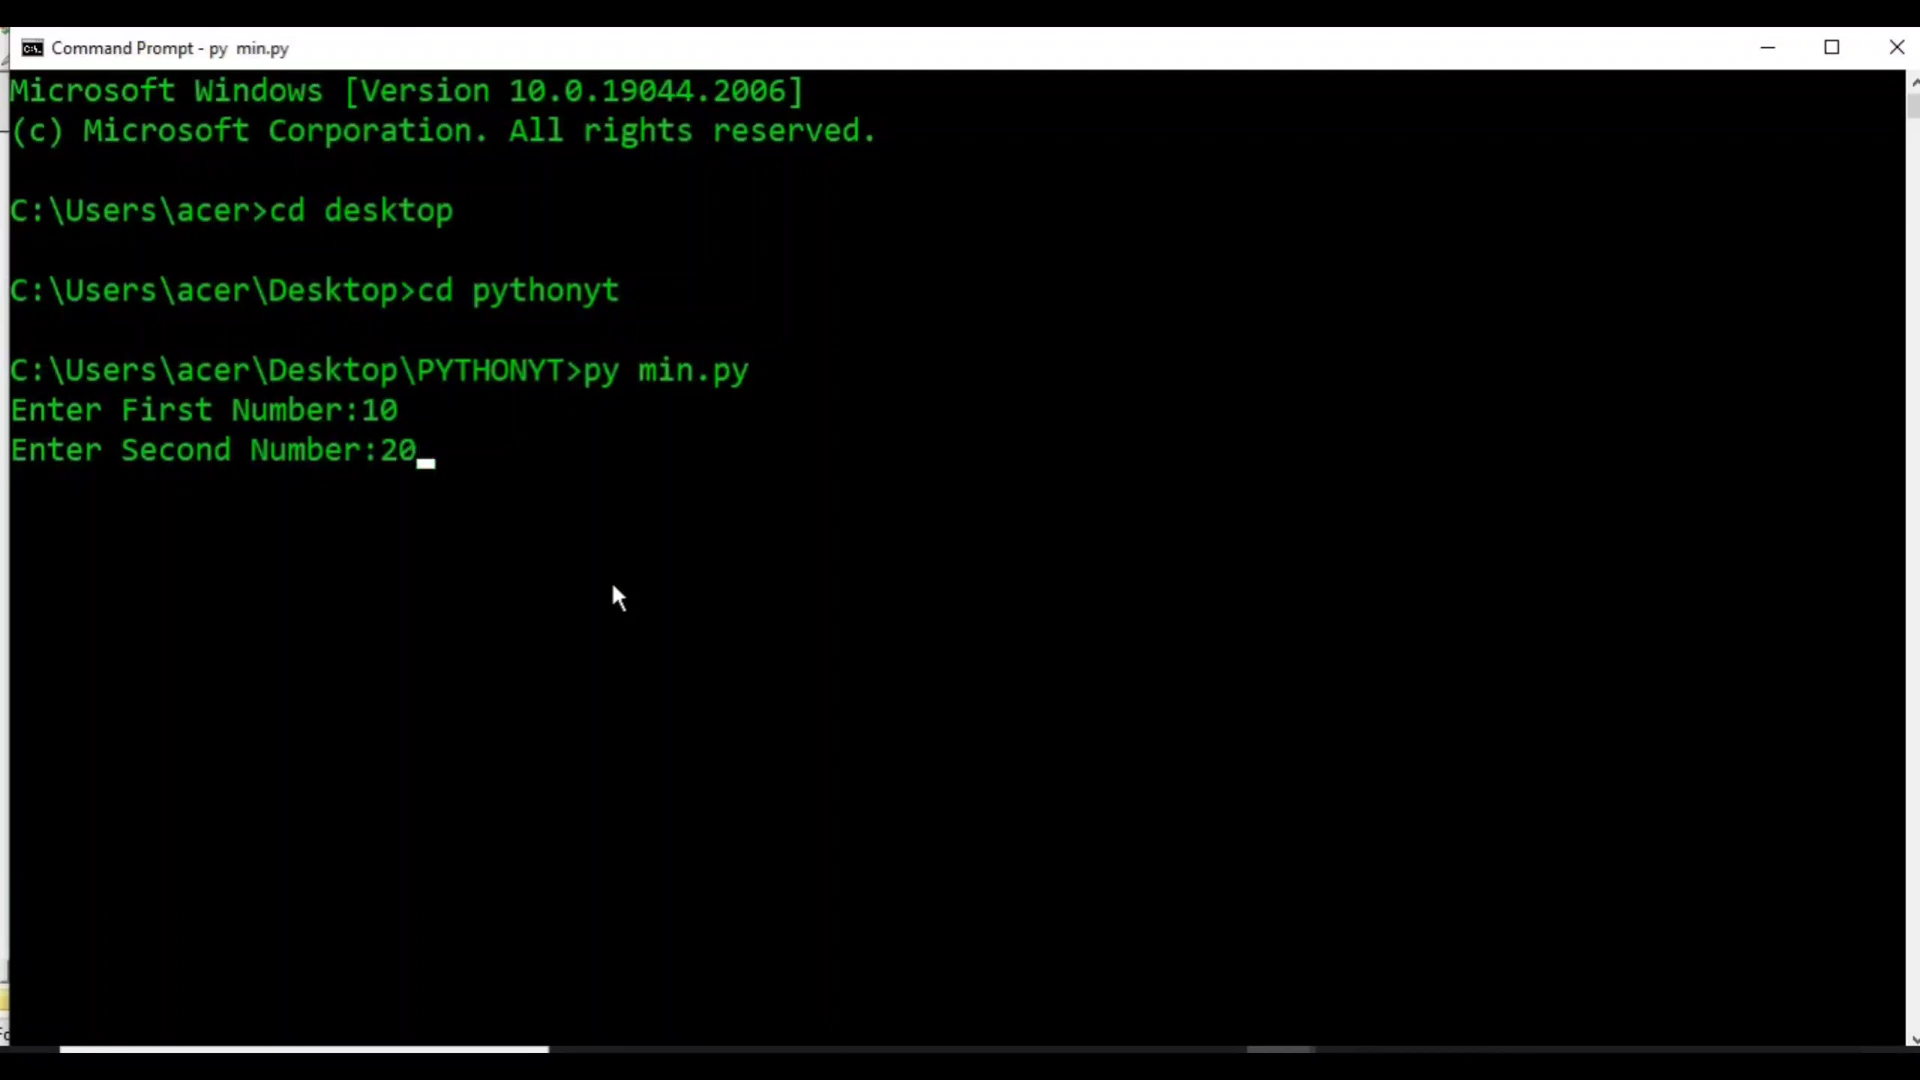 Command Prompt - py  min.py
Microsoft Windows [Version 10.0.19044.2006]
(c) Microsoft Corporation. All rights reserved.
C:\Users\acer>cd desktop
C:\Users\acer\Desktop>cd pythonyt
C:\Users\acer\Desktop\PYTHONYT>py min.py
Enter First Number:10
Enter Second Number:20